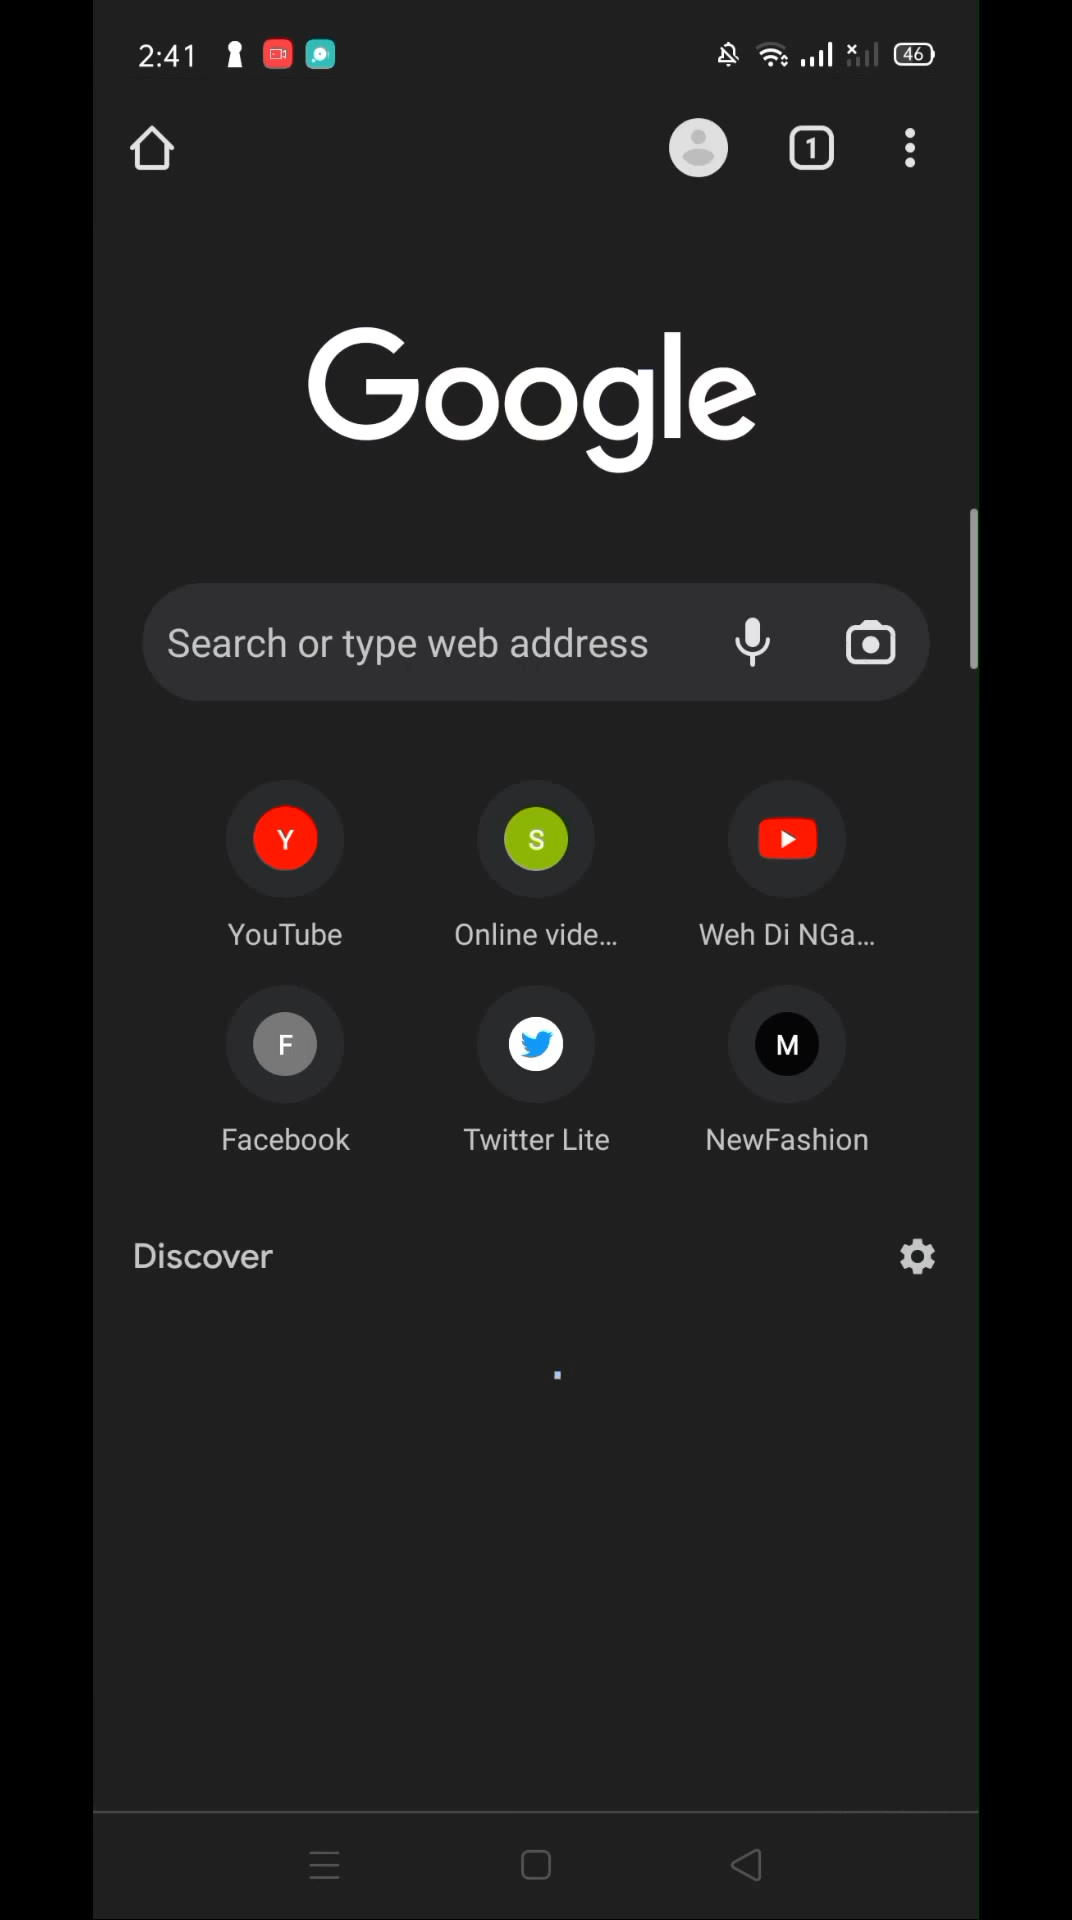 2:41
46
1
Google
Search or type web address
Y
S
YouTube
Online vide...
Weh Di NGa...
F
M
Facebook
Twitter Lite
NewFashion
Discover